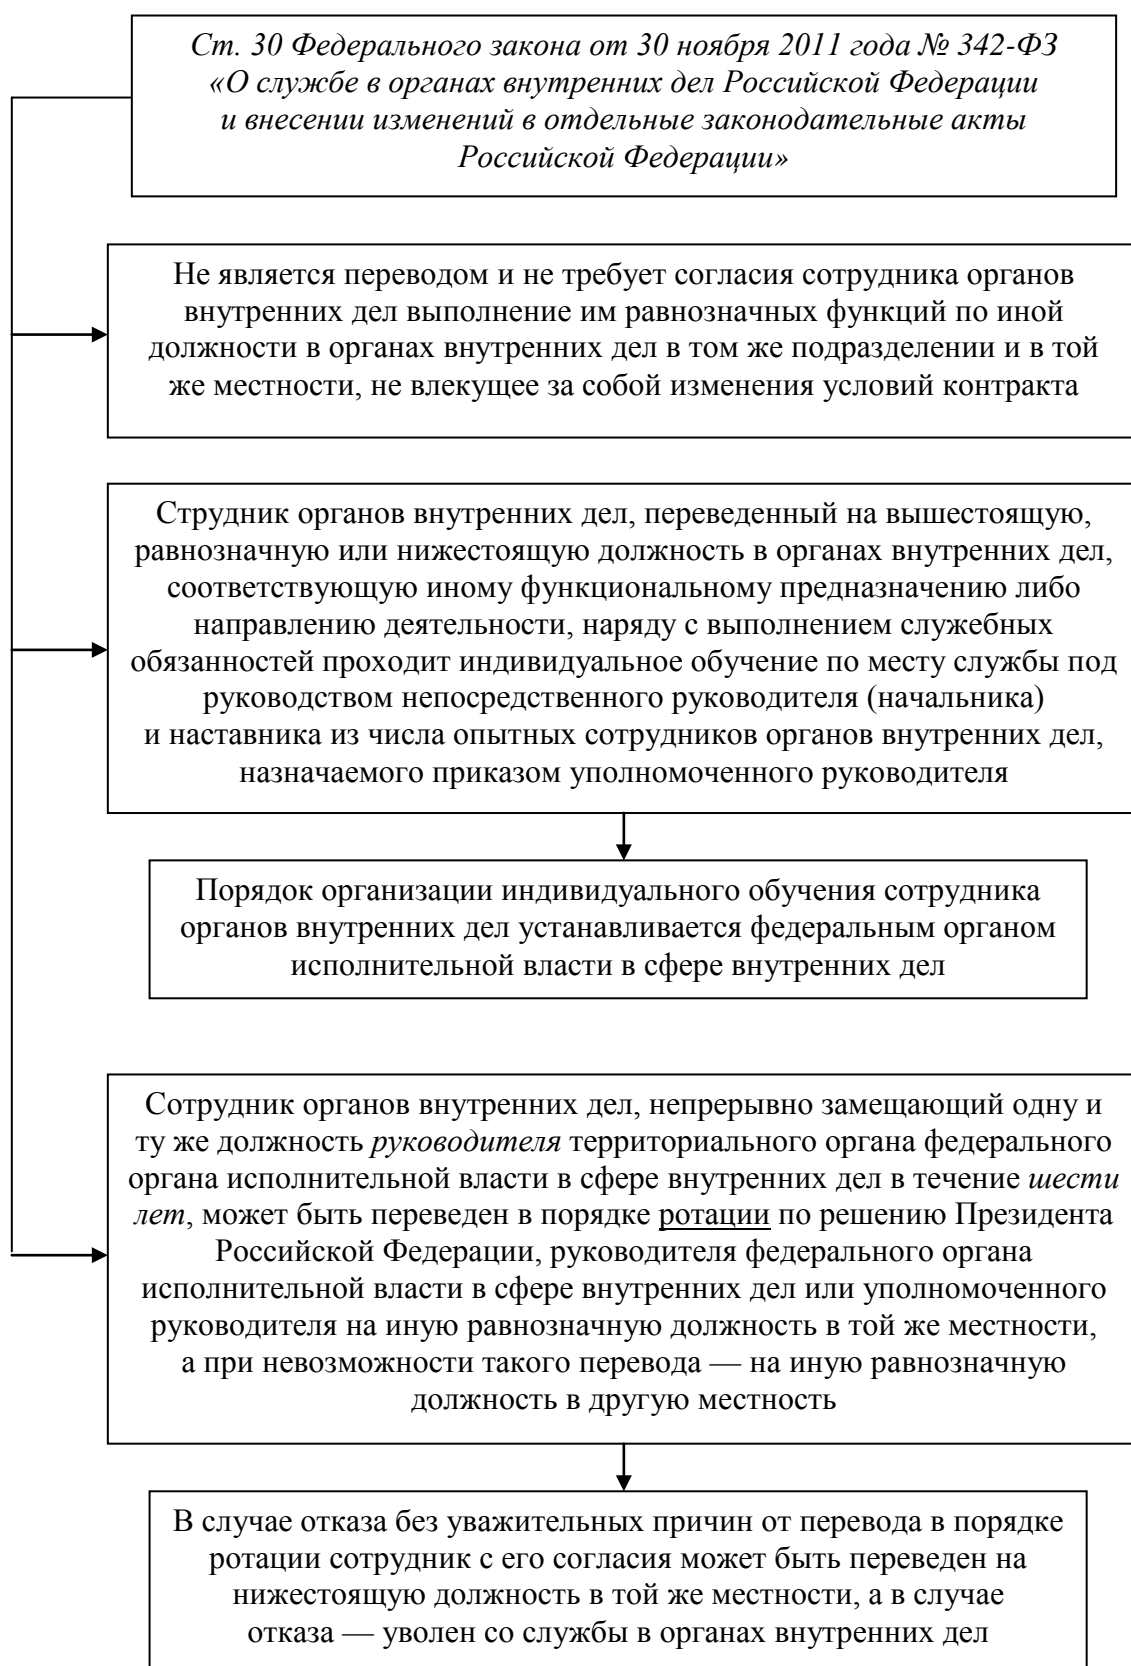 Ст. 30 Федерального закона от 30 ноября 2011 года № 342-ФЗ
«О службе в органах внутренних дел Российской Федерации
и внесении изменений в отдельные законодательные акты
Российской Федерации»
Не является переводом и не требует согласия сотрудника органов
внутренних дел выполнение им равнозначных функций по иной
должности в органах внутренних дел в том же подразделении и в той
же местности, не влекущее за собой изменения условий контракта
Струдник органов внутренних дел, переведенный на вышестоящую,
равнозначную или нижестоящую должность в органах внутренних дел,
соответствующую иному функциональному предназначению либо
направлению деятельности, наряду с выполнением служебных
обязанностей проходит индивидуальное обучение по месту службы под
руководством непосредственного руководителя (начальника)
и наставника из числа опытных сотрудников органов внутренних дел,
назначаемого приказом уполномоченного руководителя
Порядок организации индивидуального обучения сотрудника
органов внутренних дел устанавливается федеральным органом
исполнительной власти в сфере внутренних дел
Сотрудник органов внутренних дел, непрерывно замещающий одну и
ту же должность руководителя территориального органа федерального
органа исполнительной власти в сфере внутренних дел в течение шести
лет, может быть переведен в порядке ротации по решению Президента
Российской Федерации, руководителя федерального органа
исполнительной власти в сфере внутренних дел или уполномоченного
руководителя на иную равнозначную должность в той же местности,
а при невозможности такого перевода — на иную равнозначную
должность в другую местность
В случае отказа без уважительных причин от перевода в порядке
ротации сотрудник с его согласия может быть переведен на
нижестоящую должность в той же местности, а в случае
отказа — уволен со службы в органах внутренних дел